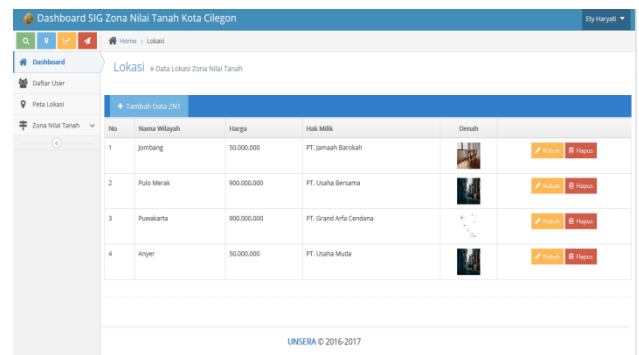 Dashboard SIG Zona Nilai Tanah Kota Cilegon
Ety Haryati
Home > Lokasi
Dashboard
Daftar User
Peta Lokasi
Zona Nilai Tanah
Lokasi » Data Lokasi Zona Nilai Tanah
+ Tambah Data ZNT
No Nama Wilayah Harga Hak Milik Denah
1 Jombang 50.000.000 PT. Jamaah Barokah Rubah Hapus
2 Pulo Merak 900.000.000 PT. Usaha Bersama Rubah Hapus
3 Puwakarta 900.000.000 PT. Grand Arfa Cendana Rubah Hapus
4 Anyer 50.000.000 PT. Usaha Muda Rubah Hapus
UNSERA © 2016-2017